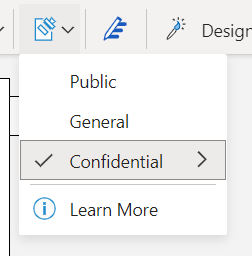 Design
Public
General
Confidential
Learn More